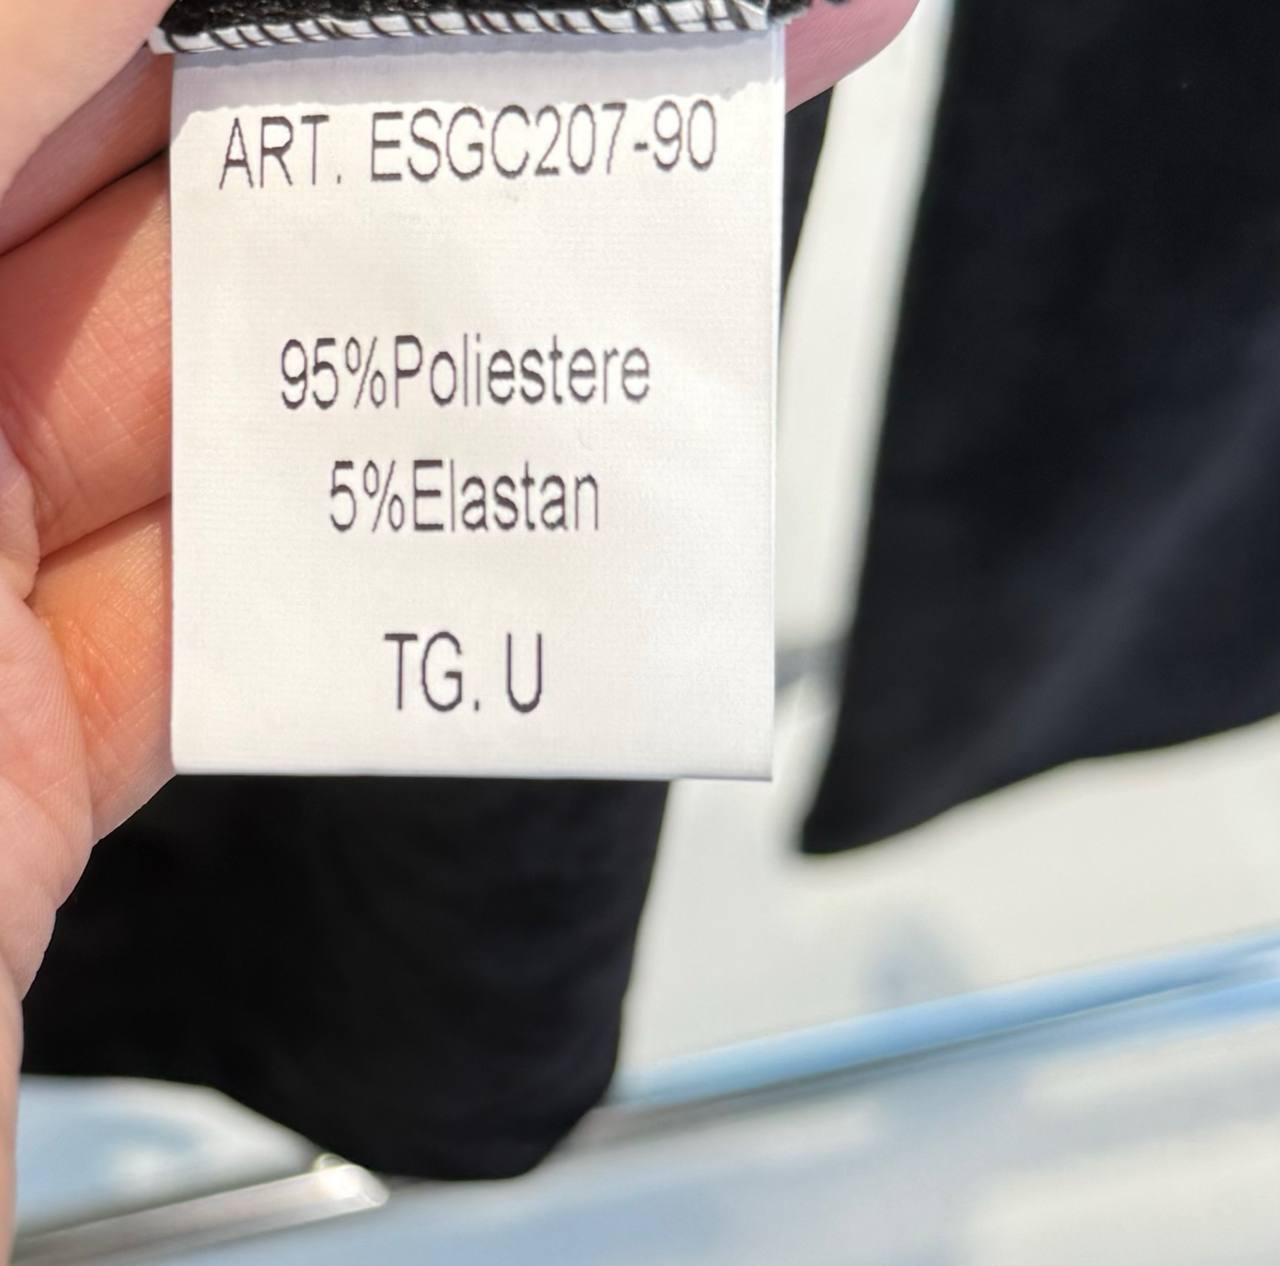 ART. ESGC207-90
95%Poliestere
5%Elastan
TG. U